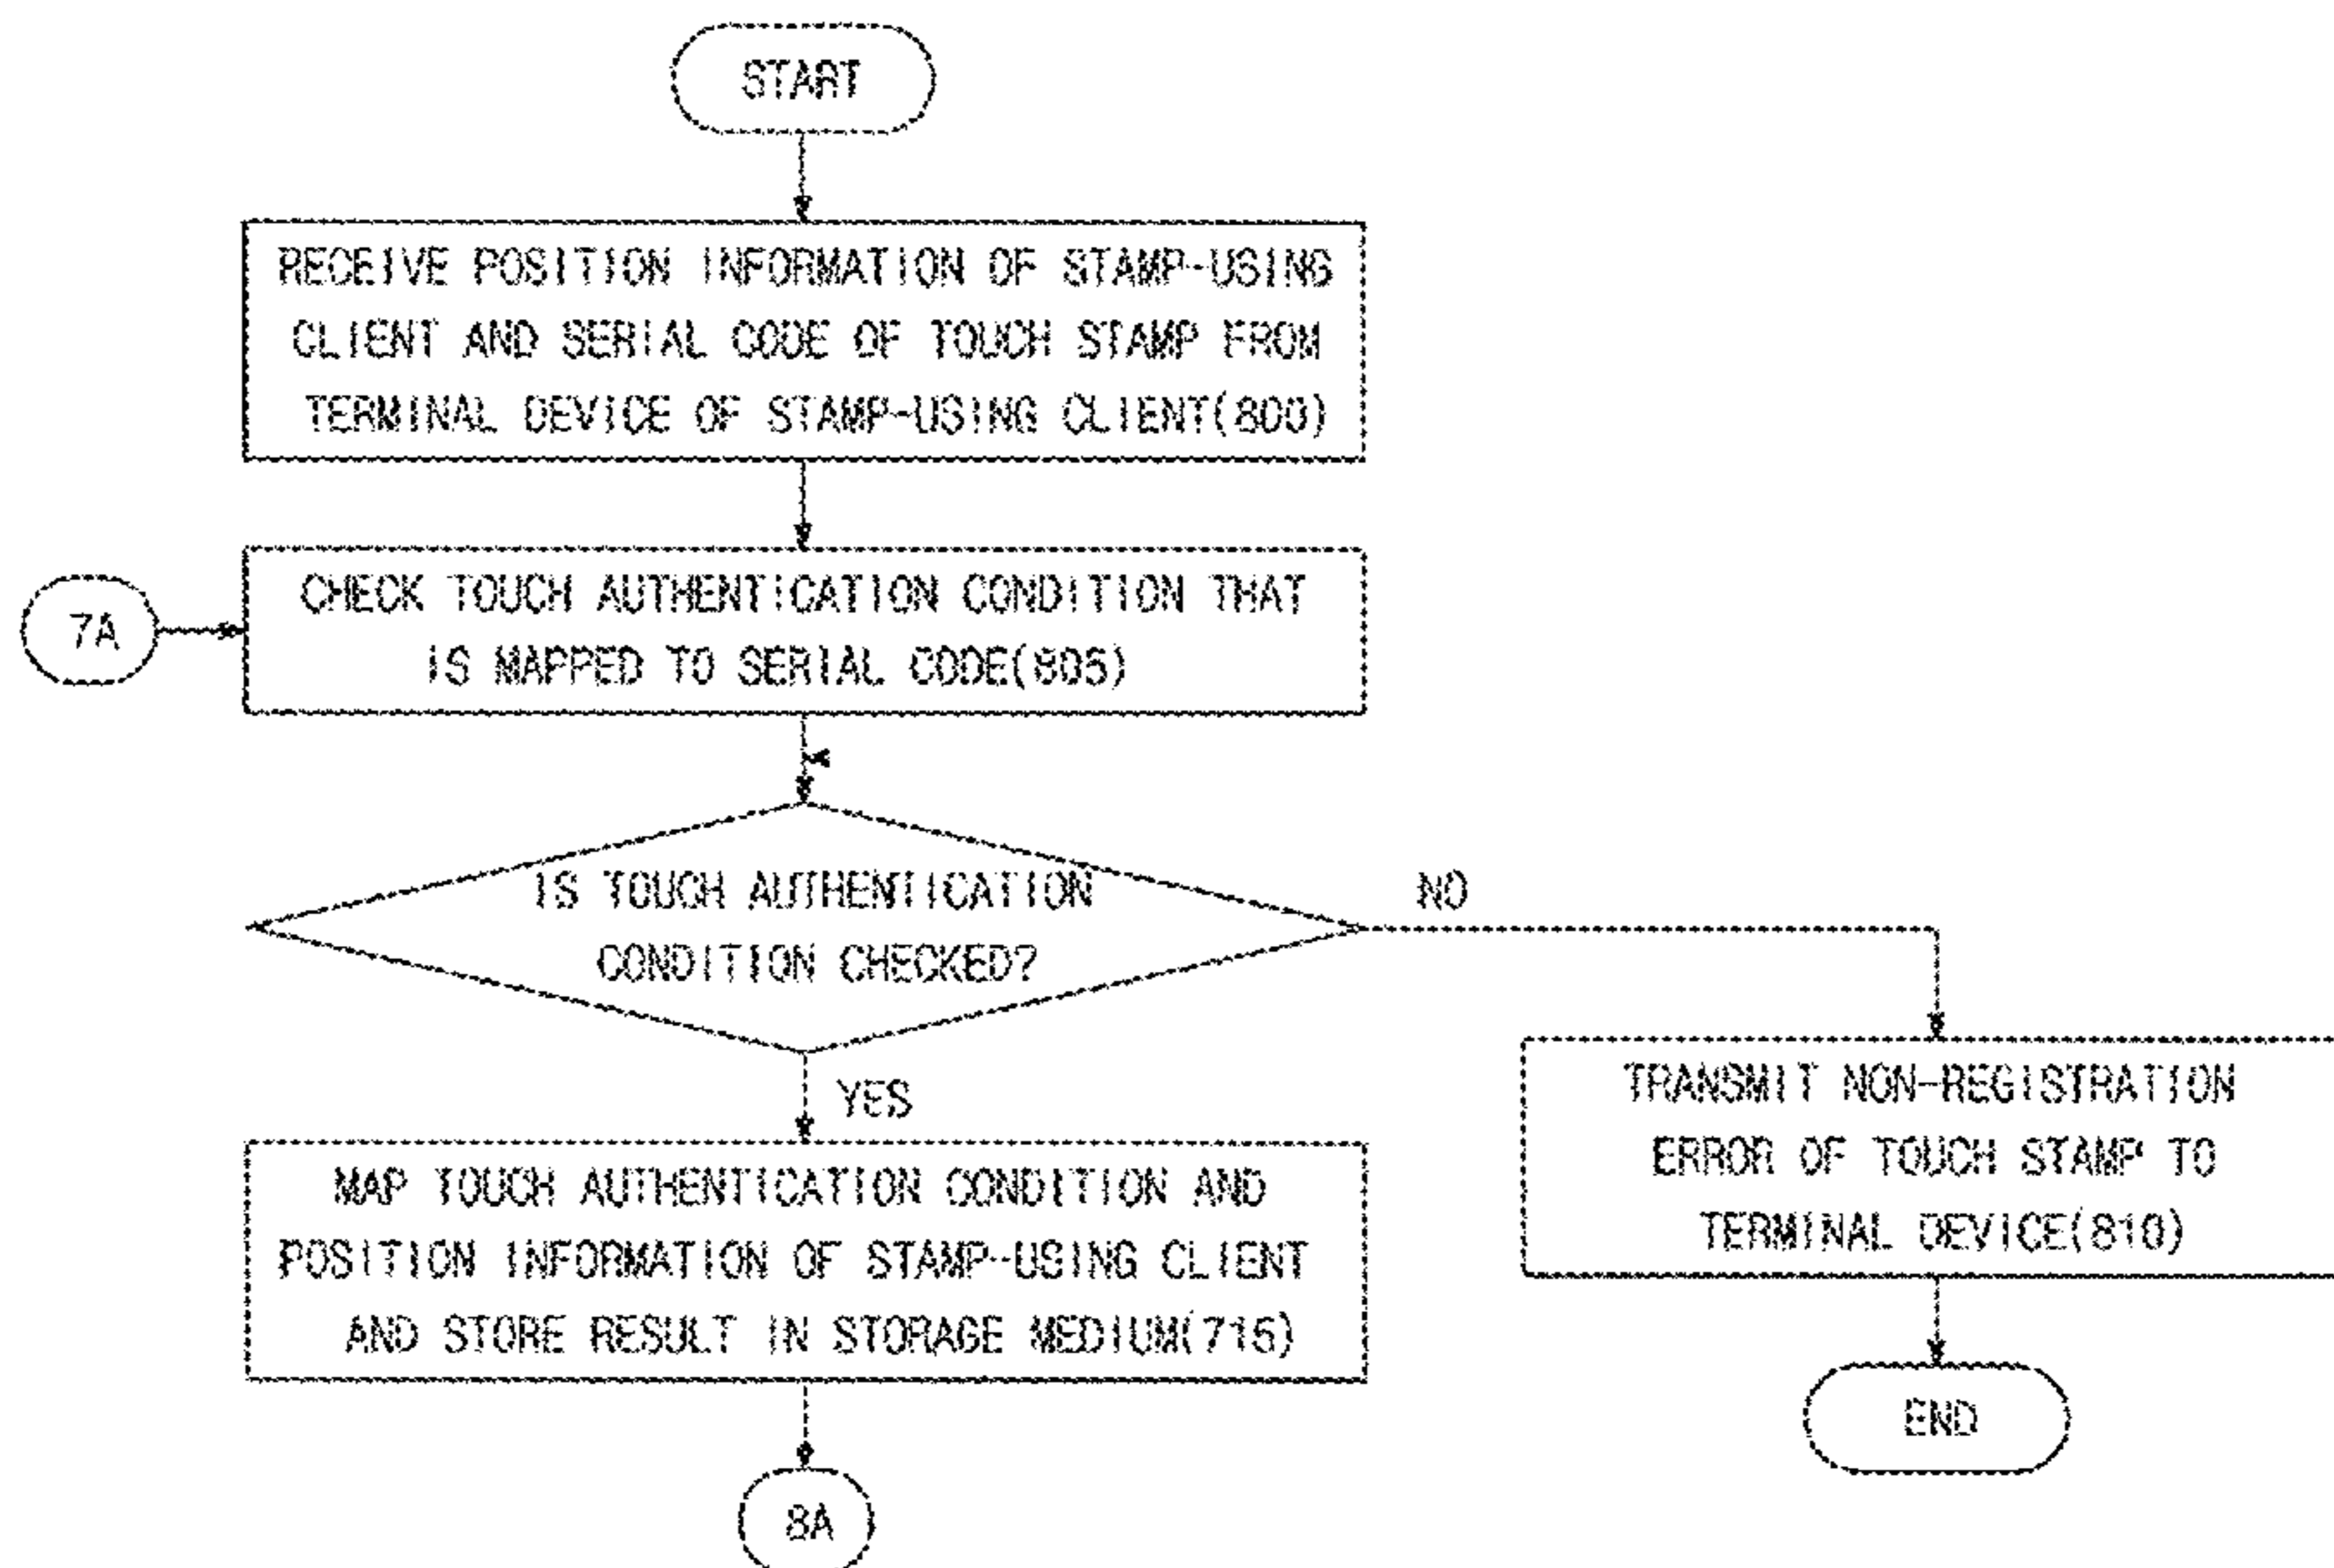 START
RECEIVE POSITION INFORMATION OF STAMP-USING
CLIENT AND SERIAL CODE OF TOUCH STAMP FROM
TERMINAL DEVICE OF STAMP-USING CLIENT(800)
7A
CHECK TOUCH AUTHENTICATION CONDITION THAT
IS MAPPED TO SERIAL CODE(805)
IS TOUCH AUTHENTICATION
CONDITION CHECKED?
NO
YES
TRANSMIT NON-REGISTRATION
ERROR OF TOUCH STAMP TO
TERMINAL DEVICE(810)
MAP TOUCH AUTHENTICATION CONDITION AND
POSITION INFORMATION OF STAMP-USING CLIENT
AND STORE RESULT IN STORAGE MEDIUM(715)
END
8A